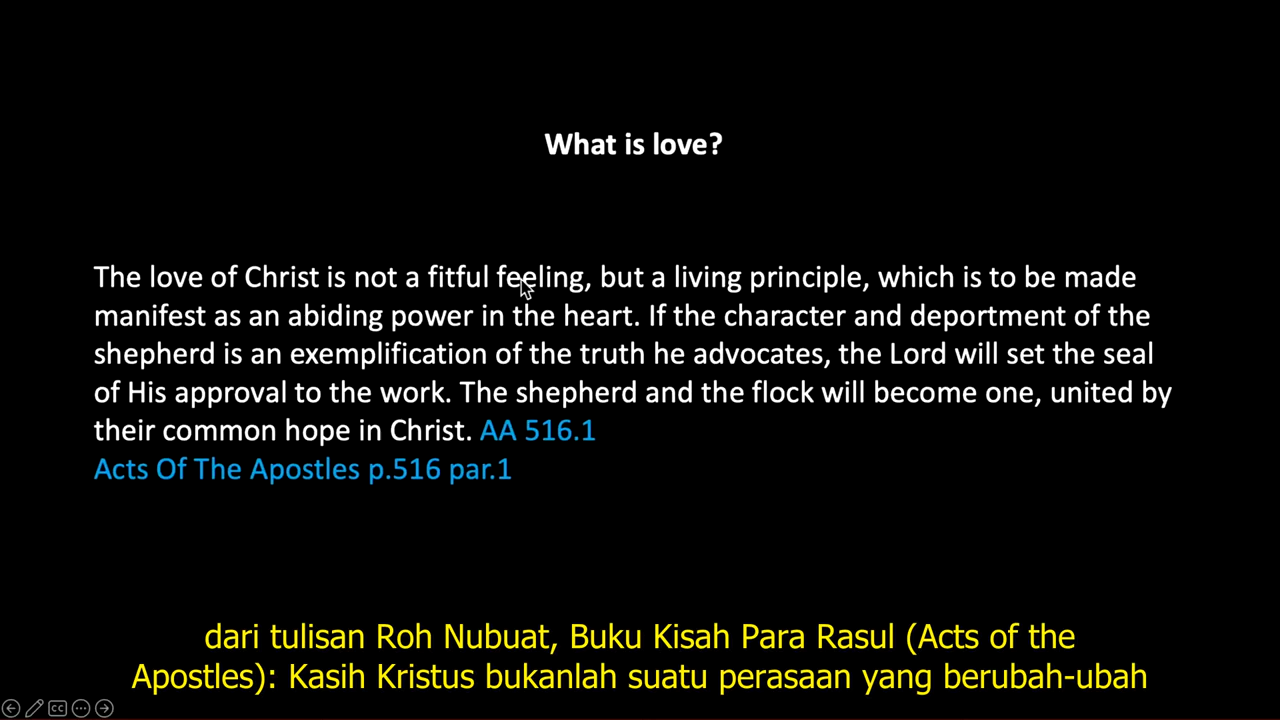 What is love?
The love of Christ is not a fitful feeling, but a living principle, which is to be made
manifest as an abiding power in the heart. If the character and deportment of the
shepherd is an exemplification of the truth he advocates, the Lord will set the seal
of His approval to the work. The shepherd and the flock will become one, united by
their common hope in Christ. AA 516.1
Acts Of The Apostles p.516 par.1
dari tulisan Roh Nubuat, Buku Kisah Para Rasul (Acts of the
Apostles): Kasih Kristus bukanlah suatu perasaan yang berubah-ubah
CC